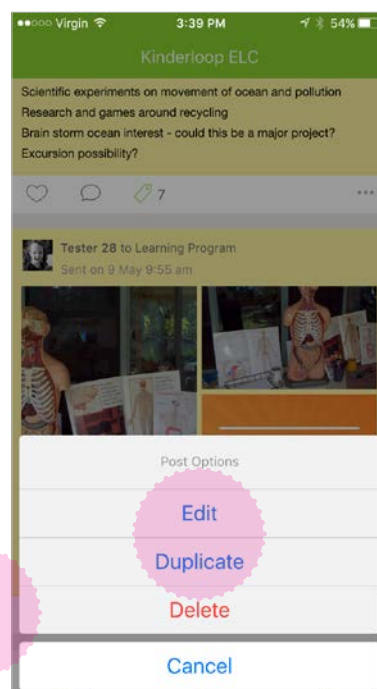 Virgin 3:39 PM 54%
Kinderloop ELC
Scientific experiments on movement of ocean and pollution
Research and games around recycling
Brain storm ocean interest - could this be a major project?
Excursion possibility?
7
Tester 28 to Learning Program
Sent on 9 May 9:55 am
Post Options
Edit
Duplicate
Delete
Cancel